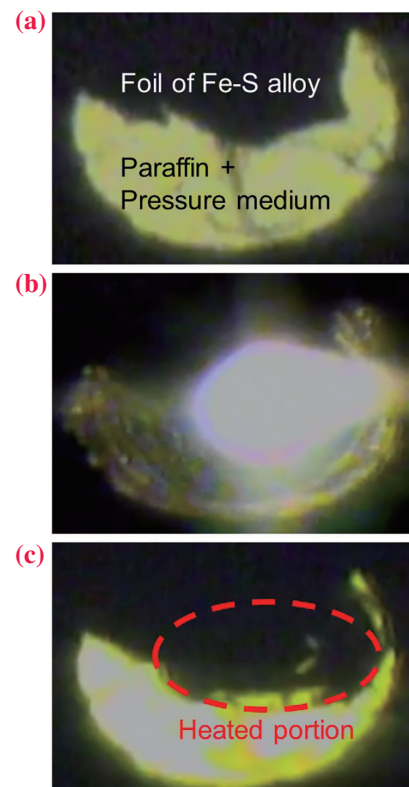 (a)
Foil of Fe-S alloy
Paraffin +
Pressure medium
(b)
(c)
Heated portion